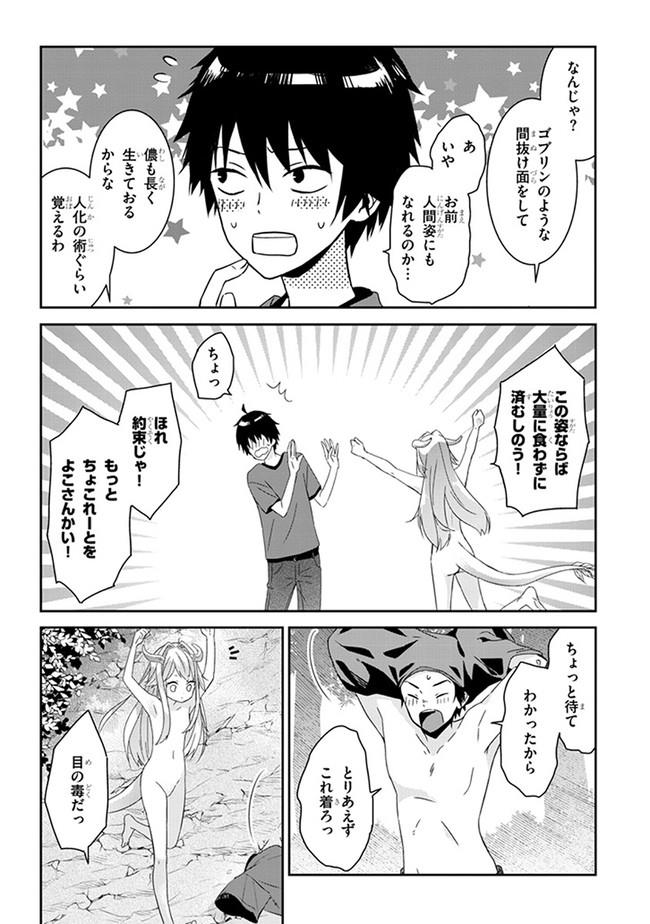 なんじゃ？
ゴブリンのような
間抜け面をして
あ
いや
お前
人間姿にも
なれるのか…
儂も長く
生きておる
からな
人化の術ぐらい
覚えるわ
この姿ならば
大量に食わずに
済むしのう！
ちょっ
ほれ
約束じゃ！
もっと
ちょこれーとを
よこさんかい！
ちょっと待て
わかったから
とりあえず
これ着ろっ
目の毒だっ